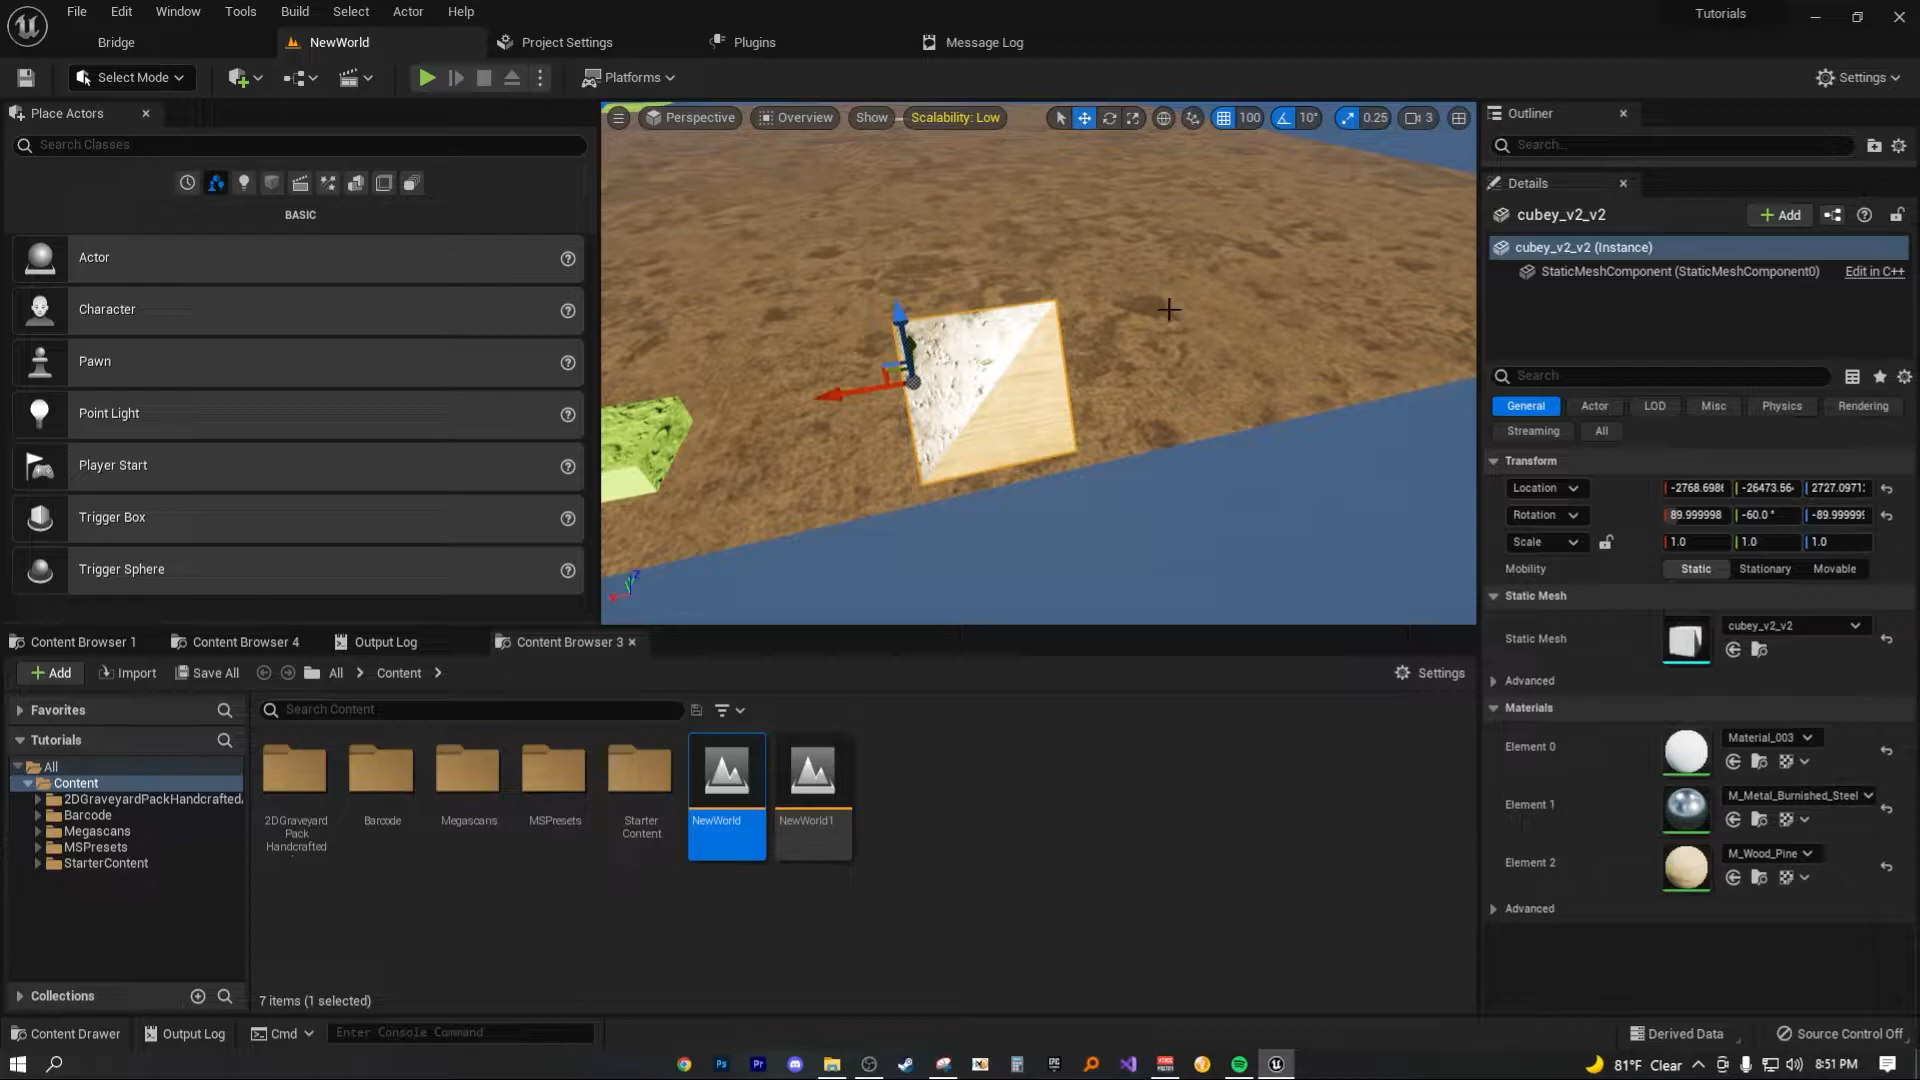 File Edit Window Tools Build Select Actor Help
Tutorials
Bridge
NewWorld
Project Settings
Plugins
Message Log
Select Mode
Platforms
Settings
Place Actors
Search Classes
BASIC
Actor
Character
Pawn
Point Light
Player Start
Trigger Box
Trigger Sphere
Perspective
Overview
Show
Scalability: Low
100
10°
0.25
3
Outliner
Search...
Details
cubey_v2_v2
Add
cubey_v2_v2 (Instance)
StaticMeshComponent (StaticMeshComponent0)
Edit in C++
Search
General
Actor
LOD
Misc
Physics
Rendering
Streaming
All
Transform
Location
-2768.698
-26473.56
2727.0971
Rotation
89.999998
-60.0 °
-89.99999
Scale
1.0
1.0
1.0
Mobility
Static
Stationary
Movable
Static Mesh
Static Mesh
cubey_v2_v2
Advanced
Materials
Element 0
Material_003
Element 1
M_Metal_Burnished_Steel
Element 2
M_Wood_Pine
Advanced
Content Browser 1
Content Browser 4
Output Log
Content Browser 3
Add
Import
Save All
All
Content
Settings
Favorites
Search Content
Tutorials
All
Content
2DGraveyardPackHandcrafted
Barcode
Megascans
MSPresets
StarterContent
2DGraveyard
Pack
Handcrafted
Barcode
Megascans
MSPresets
Starter
Content
NewWorld
NewWorld1
Collections
7 items (1 selected)
Content Drawer
Output Log
Cmd
Enter Console Command
Derived Data
Source Control Off
81°F Clear
8:51 PM